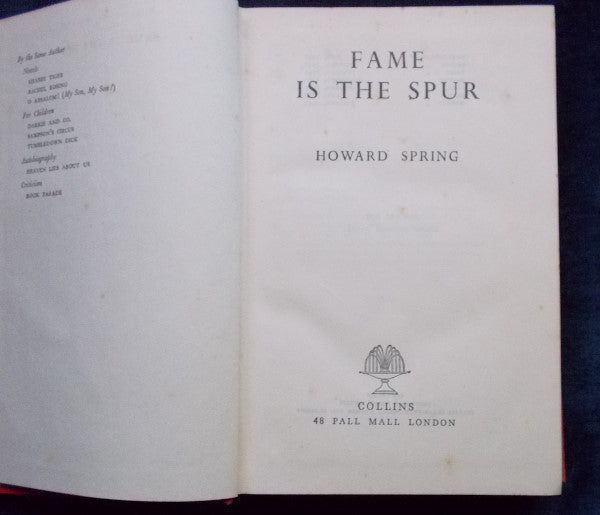 By the Same Author
Novels
SHABBY TIGER
RACHEL ROSING
O ABSALOM! (My Son, My Son!)
For Children
DARKIE AND CO.
SAMPSON'S CIRCUS
TUMBLEDOWN DICK
Autobiography
HEAVEN LIES ABOUT US
Criticism
BOOK PARADE
FAME
IS THE SPUR
HOWARD SPRING
COLLINS
48 PALL MALL LONDON